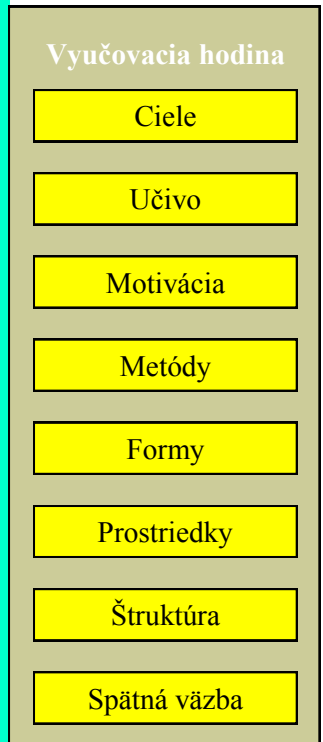 Vyučovacia hodina
Ciele
Učivo
Motivácia
Metódy
Formy
Prostriedky
Štruktúra
Spätná väzba